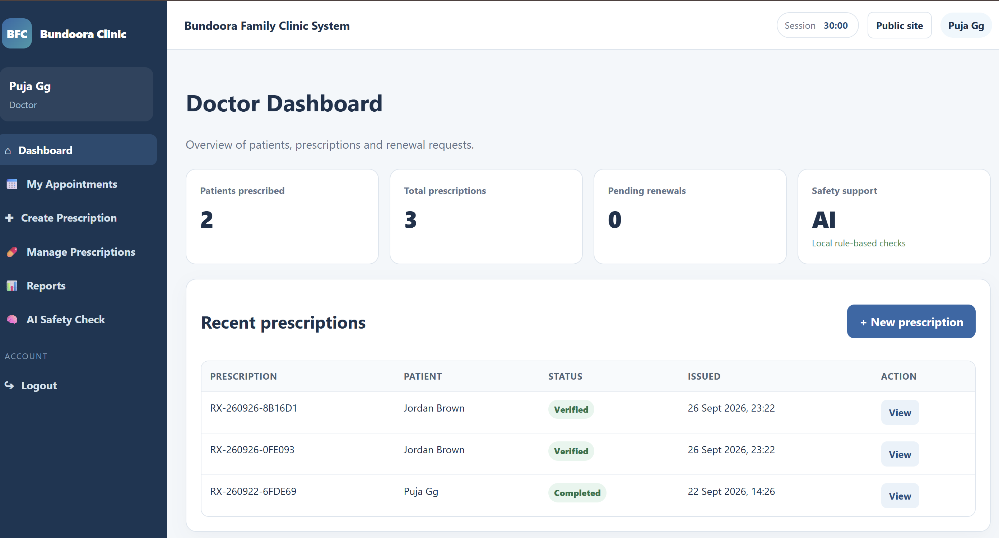 BFC
Bundoora Clinic
Puja Gg
Doctor
Dashboard
My Appointments
Create Prescription
Manage Prescriptions
Reports
AI Safety Check
ACCOUNT
Logout
Bundoora Family Clinic System
Session 30:00
Public site
Puja Gg
Doctor Dashboard
Overview of patients, prescriptions and renewal requests.
Patients prescribed
2
Total prescriptions
3
Pending renewals
0
Safety support
AI
Local rule-based checks
Recent prescriptions
+ New prescription
PRESCRIPTION PATIENT STATUS ISSUED ACTION
RX-260926-8B16D1 Jordan Brown Verified 26 Sept 2026, 23:22 View
RX-260926-0FE093 Jordan Brown Verified 26 Sept 2026, 23:22 View
RX-260922-6FDE69 Puja Gg Completed 22 Sept 2026, 14:26 View